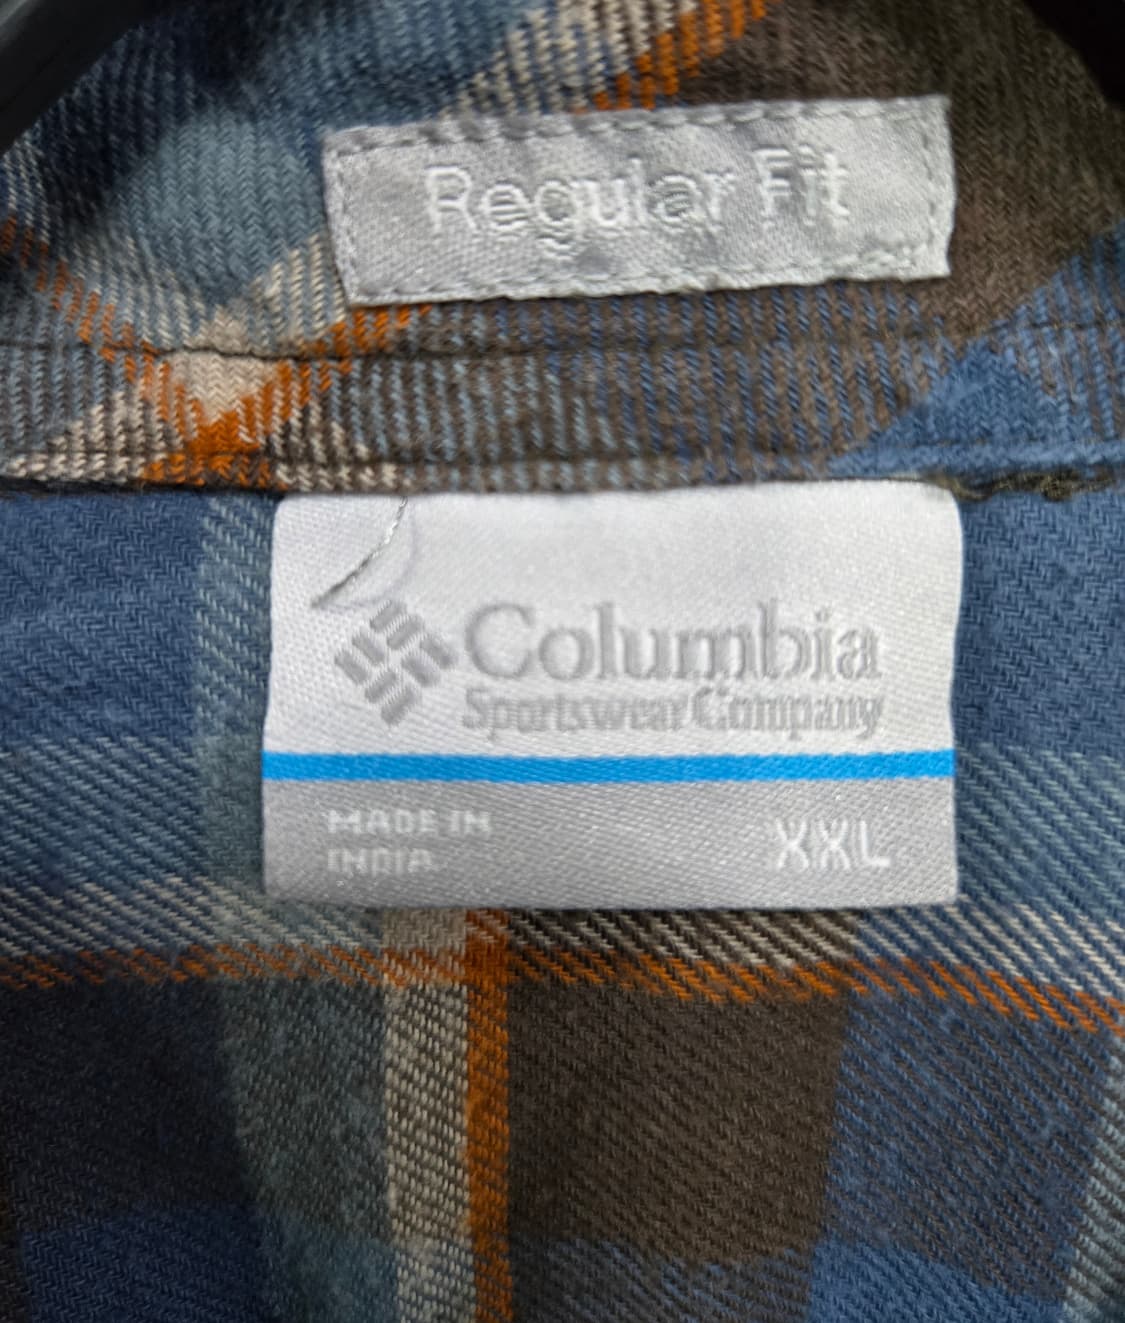 Regular Fit
Columbia
Sportswear Company
MADE IN
INDIA
XXL